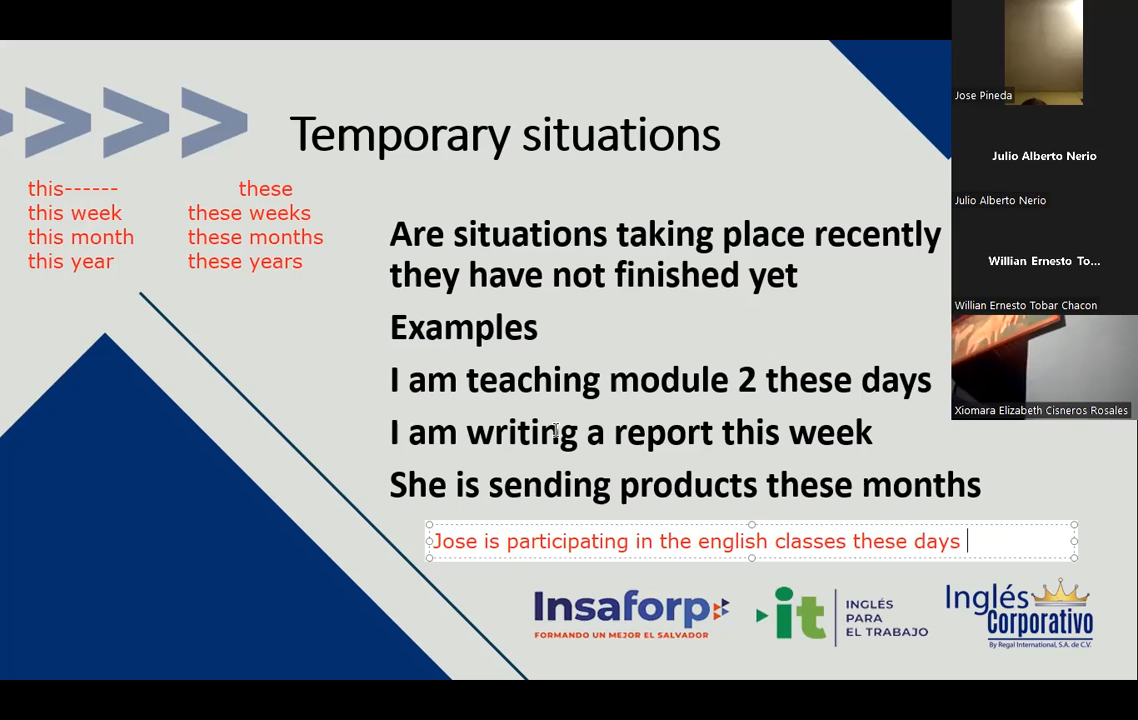 Temporary situations
this------ these
this week these weeks
this month these months
this year these years
Are situations taking place recently
they have not finished yet
Examples
I am teaching module 2 these days
I am writing a report this week
She is sending products these months
Jose is participating in the english classes these days
Insaforp
FORMANDO UN MEJOR EL SALVADOR
it
INGLÉS
PARA
EL TRABAJO
Inglés
Corporativo
By Regal International, S.A. de C.V.
Jose Pineda
Julio Alberto Nerio
Julio Alberto Nerio
Willian Ernesto To...
Willian Ernesto Tobar Chacon
Xiomara Elizabeth Cisneros Rosales